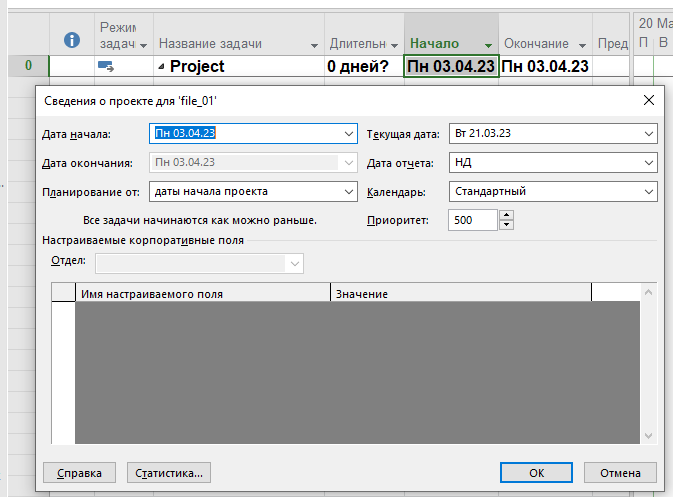 20 Ма
Режим
задачи
Название задачи
Длительн
Начало
Окончание
Пред
П
В
0
Project
0 дней?
Пн 03.04.23
Пн 03.04.23
Сведения о проекте для 'file_01'
Дата начала:
Пн 03.04.23
Текущая дата:
Вт 21.03.23
Дата окончания:
Пн 03.04.23
Дата отчета:
НД
Планирование от:
даты начала проекта
Календарь:
Стандартный
Все задачи начинаются как можно раньше.
Приоритет:
500
Настраиваемые корпоративные поля
Отдел:
Имя настраиваемого поля
Значение
Справка
Статистика...
ОК
Отмена